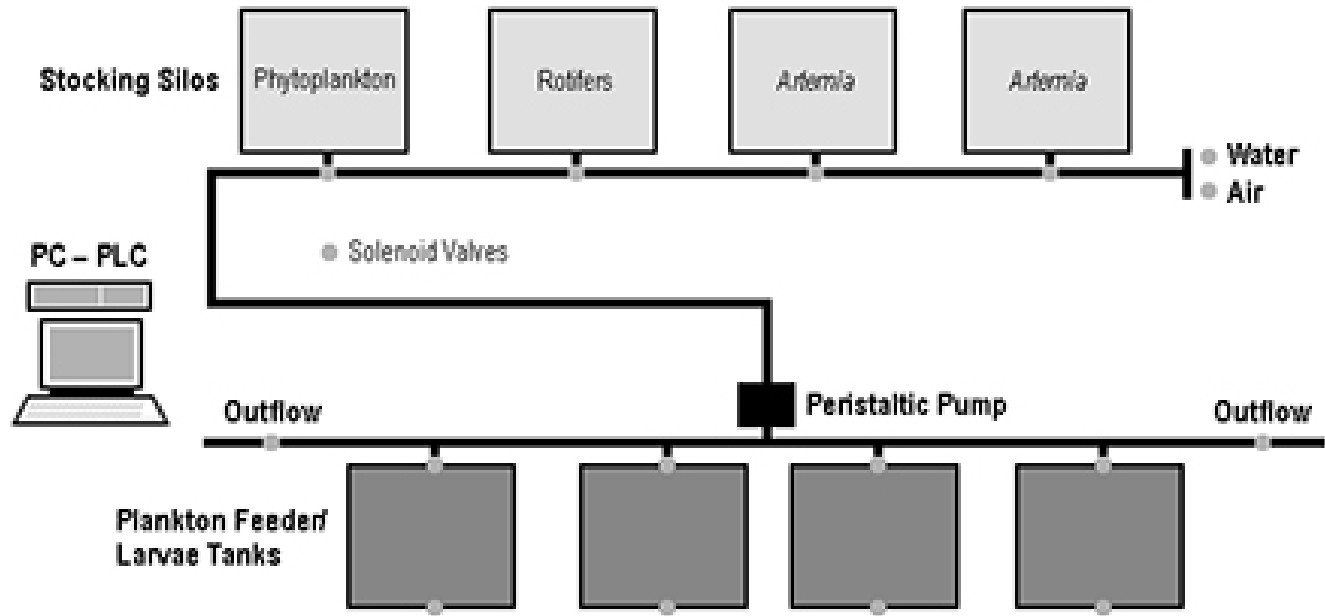 Stocking Silos
Phytoplankton
Rotifers
Artemia
Artemia
Water
Air
Solenoid Valves
PC – PLC
Outflow
Peristaltic Pump
Outflow
Plankton Feeder/
Larvae Tanks